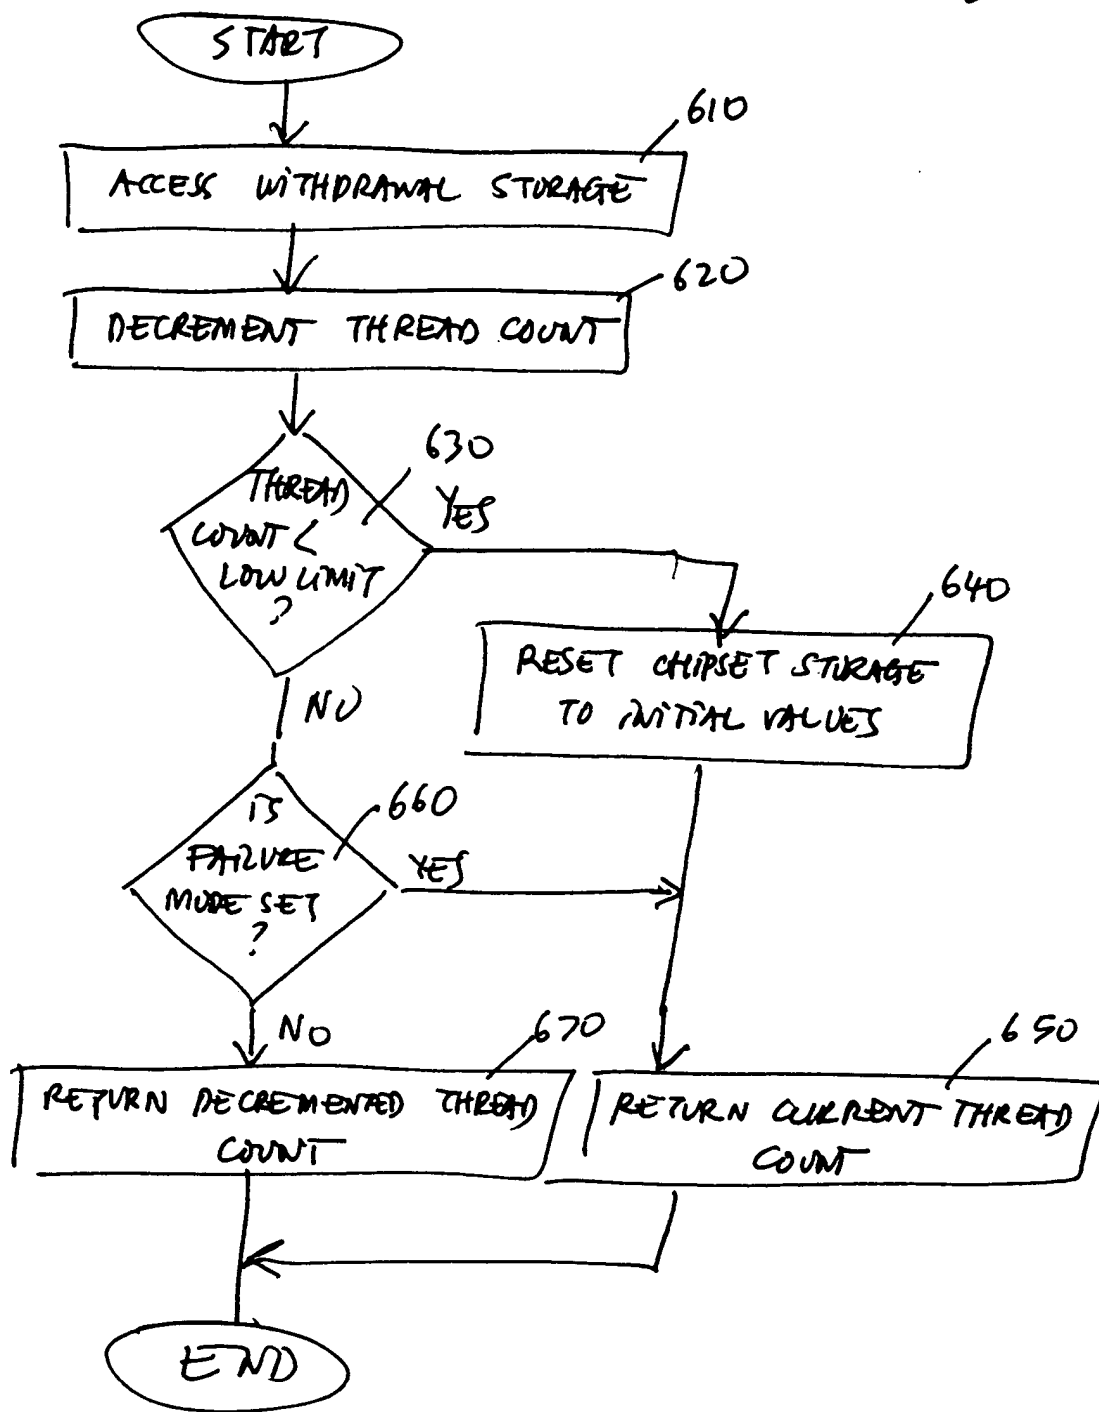 START
610
ACCESS WITHDRAWAL STORAGE
620
DECREMENT THREAD COUNT
630
THREAD
COUNT <
LOW LIMIT
?
YES
640
RESET CHIPSET STORAGE
TO INITIAL VALUES
NO
660
IS
FAILURE
MODE SET
?
YES
NO
670
RETURN DECREMENTED THREAD
COUNT
650
RETURN CURRENT THREAD
COUNT
END